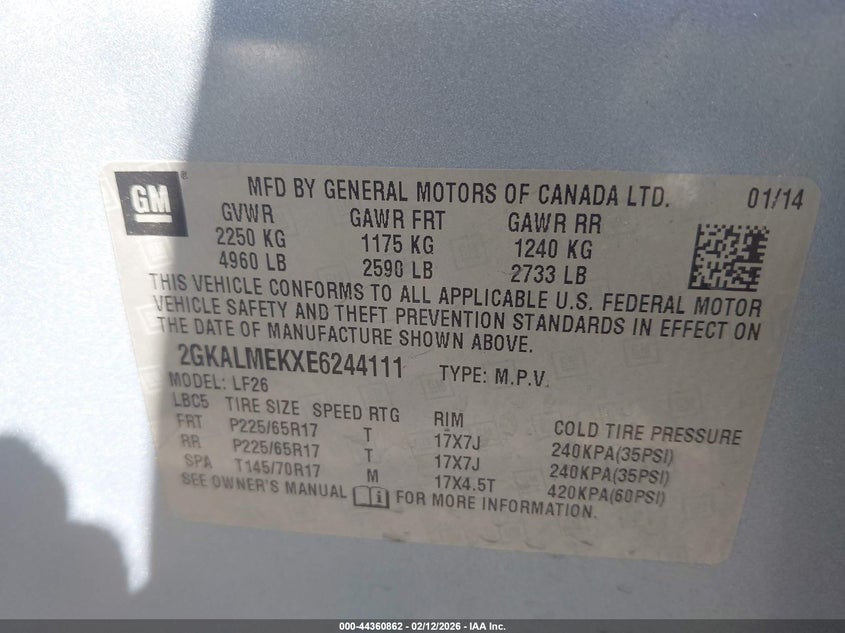 GM ® MFD BY GENERAL MOTORS OF CANADA LTD. 01/14
GVWR GAWR FRT GAWR RR
2250 KG 1175 KG 1240 KG
4960 LB 2590 LB 2733 LB
THIS VEHICLE CONFORMS TO ALL APPLICABLE U.S. FEDERAL MOTOR
VEHICLE SAFETY AND THEFT PREVENTION STANDARDS IN EFFECT ON
THE DATE OF MANUFACTURE SHOWN ABOVE.
2GKALMEKXE6244111 TYPE: M.P.V.
MODEL: LF26
LBC5 TIRE SIZE SPEED RTG RIM COLD TIRE PRESSURE
FRT P225/65R17 T 17X7J 240KPA(35PSI)
RR P225/65R17 T 17X7J 240KPA(35PSI)
SPA T145/70R17 M 17X4.5T 420KPA(60PSI)
SEE OWNER'S MANUAL FOR MORE INFORMATION.
000-44360862 - 02/12/2026 - IAA Inc.